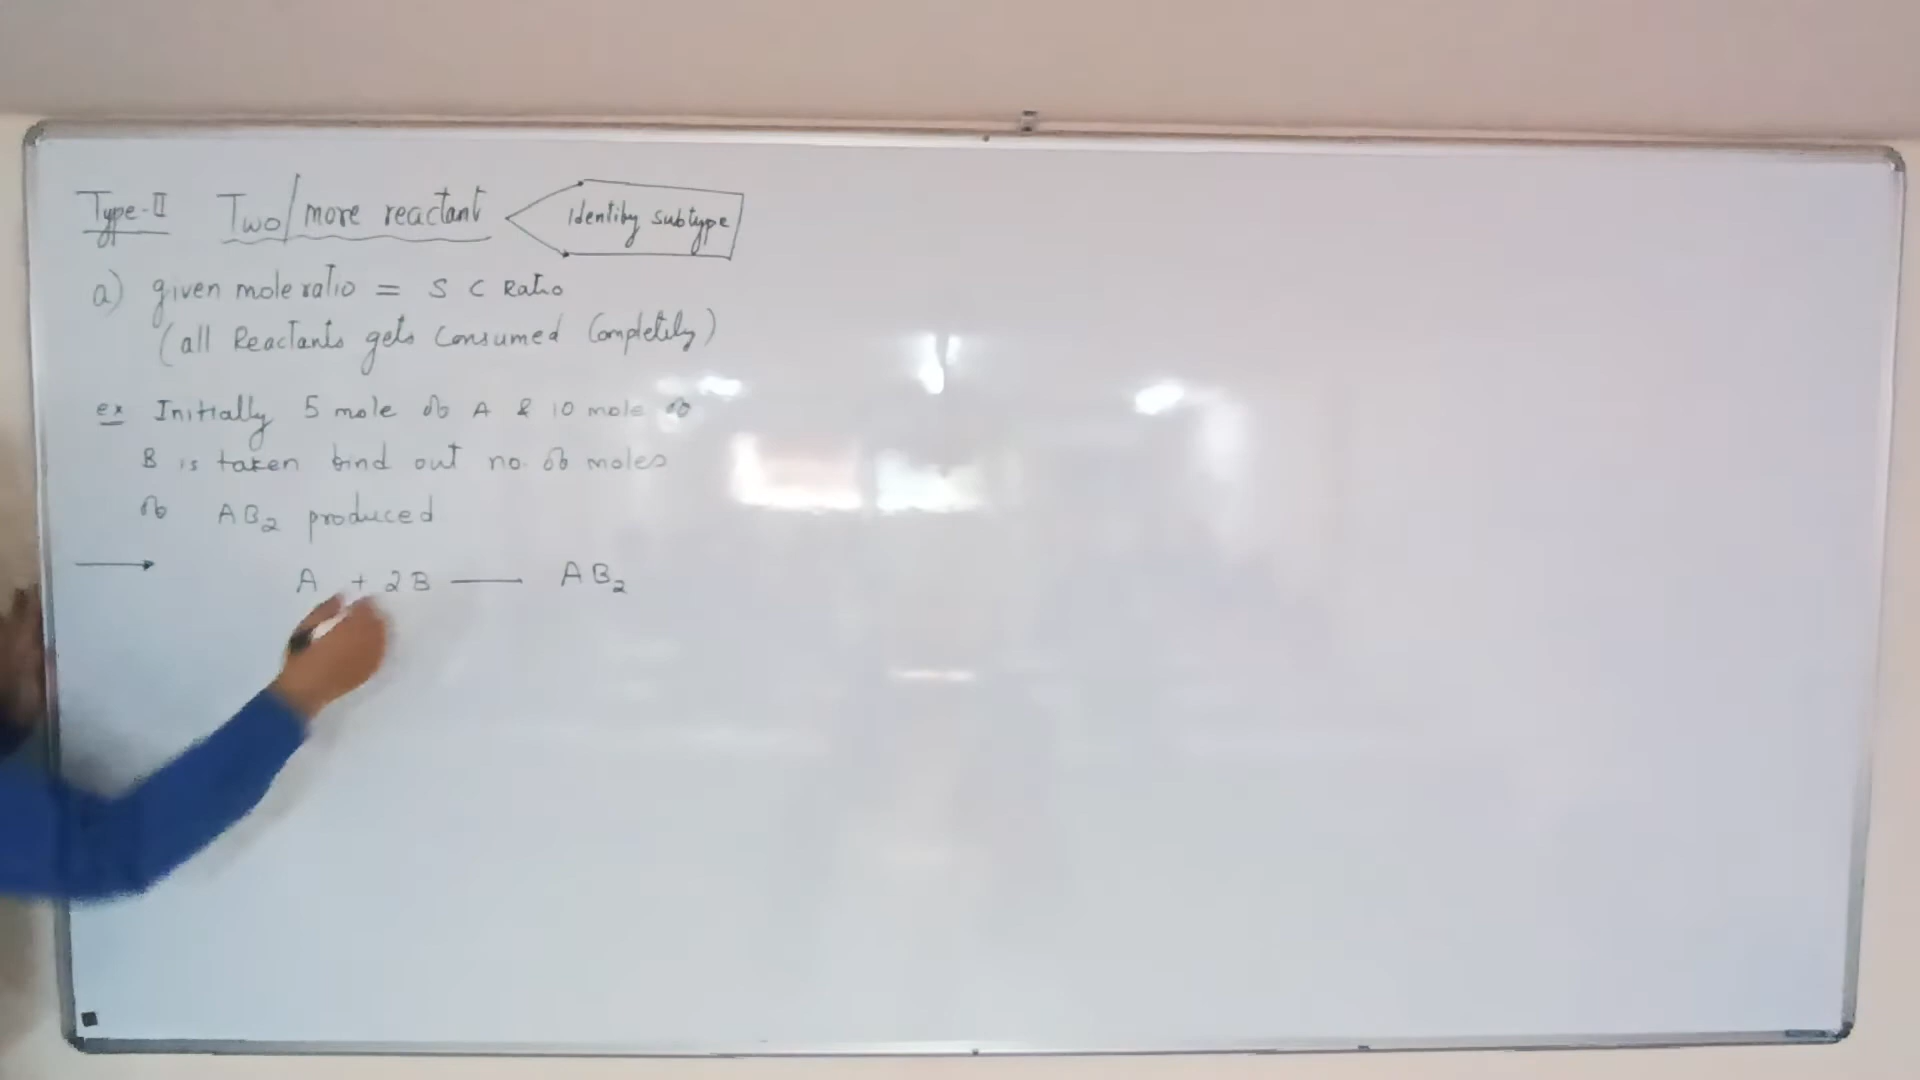 Type-II Two/more reactant Identify subtype
a) given mole ratio = S C Ratio
(all Reactants gets Consumed Completely)
ex Initially 5 mole of A & 10 mole of
B is taken find out no. of moles
of AB₂ produced
A + 2B — AB₂